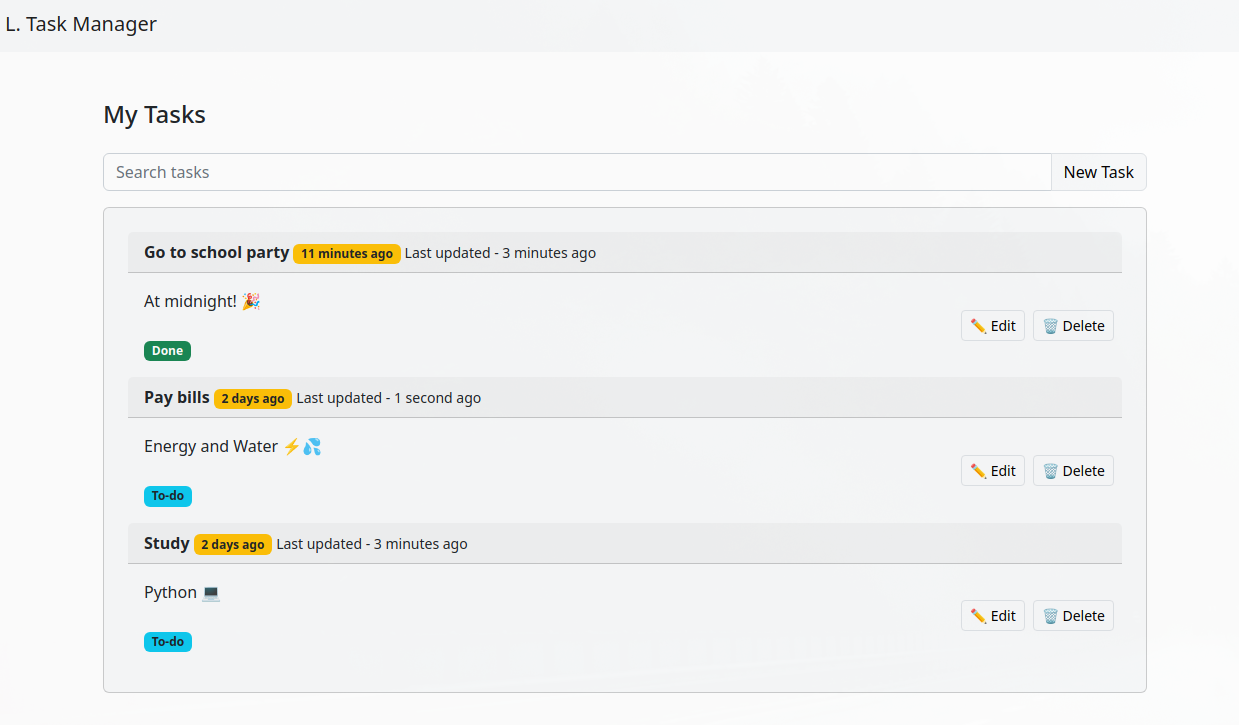 L. Task Manager
My Tasks
Search tasks New Task
Go to school party 11 minutes ago Last updated - 3 minutes ago
At midnight! 🎉
✏️ Edit 🗑️ Delete
Done
Pay bills 2 days ago Last updated - 1 second ago
Energy and Water ⚡💦
✏️ Edit 🗑️ Delete
To-do
Study 2 days ago Last updated - 3 minutes ago
Python 💻
✏️ Edit 🗑️ Delete
To-do